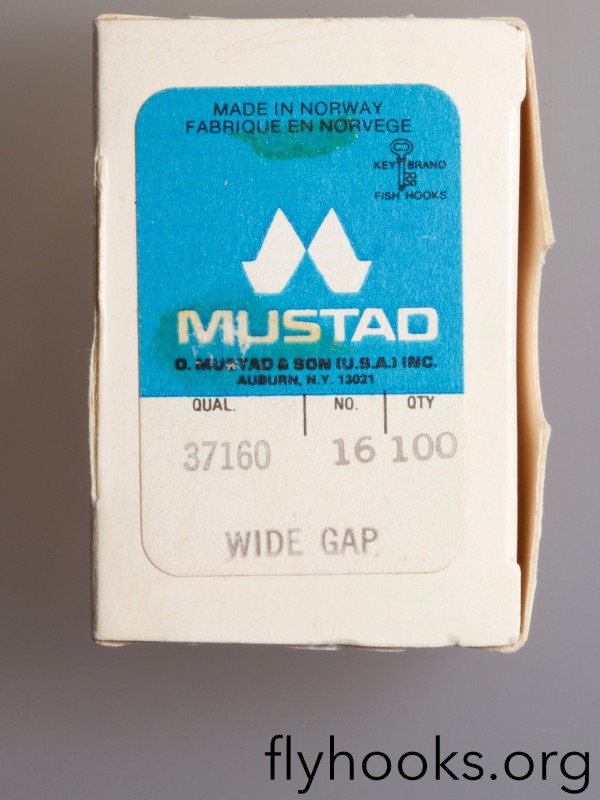 MADE IN NORWAY
FABRIQUE EN NORVEGE
KEY BRAND
FISH HOOKS
MUSTAD
O. MUSTAD & SON (U.S.A.) INC.
AUBURN, N.Y. 13021
QUAL. NO. QTY
37160 16 100
WIDE GAP
flyhooks.org